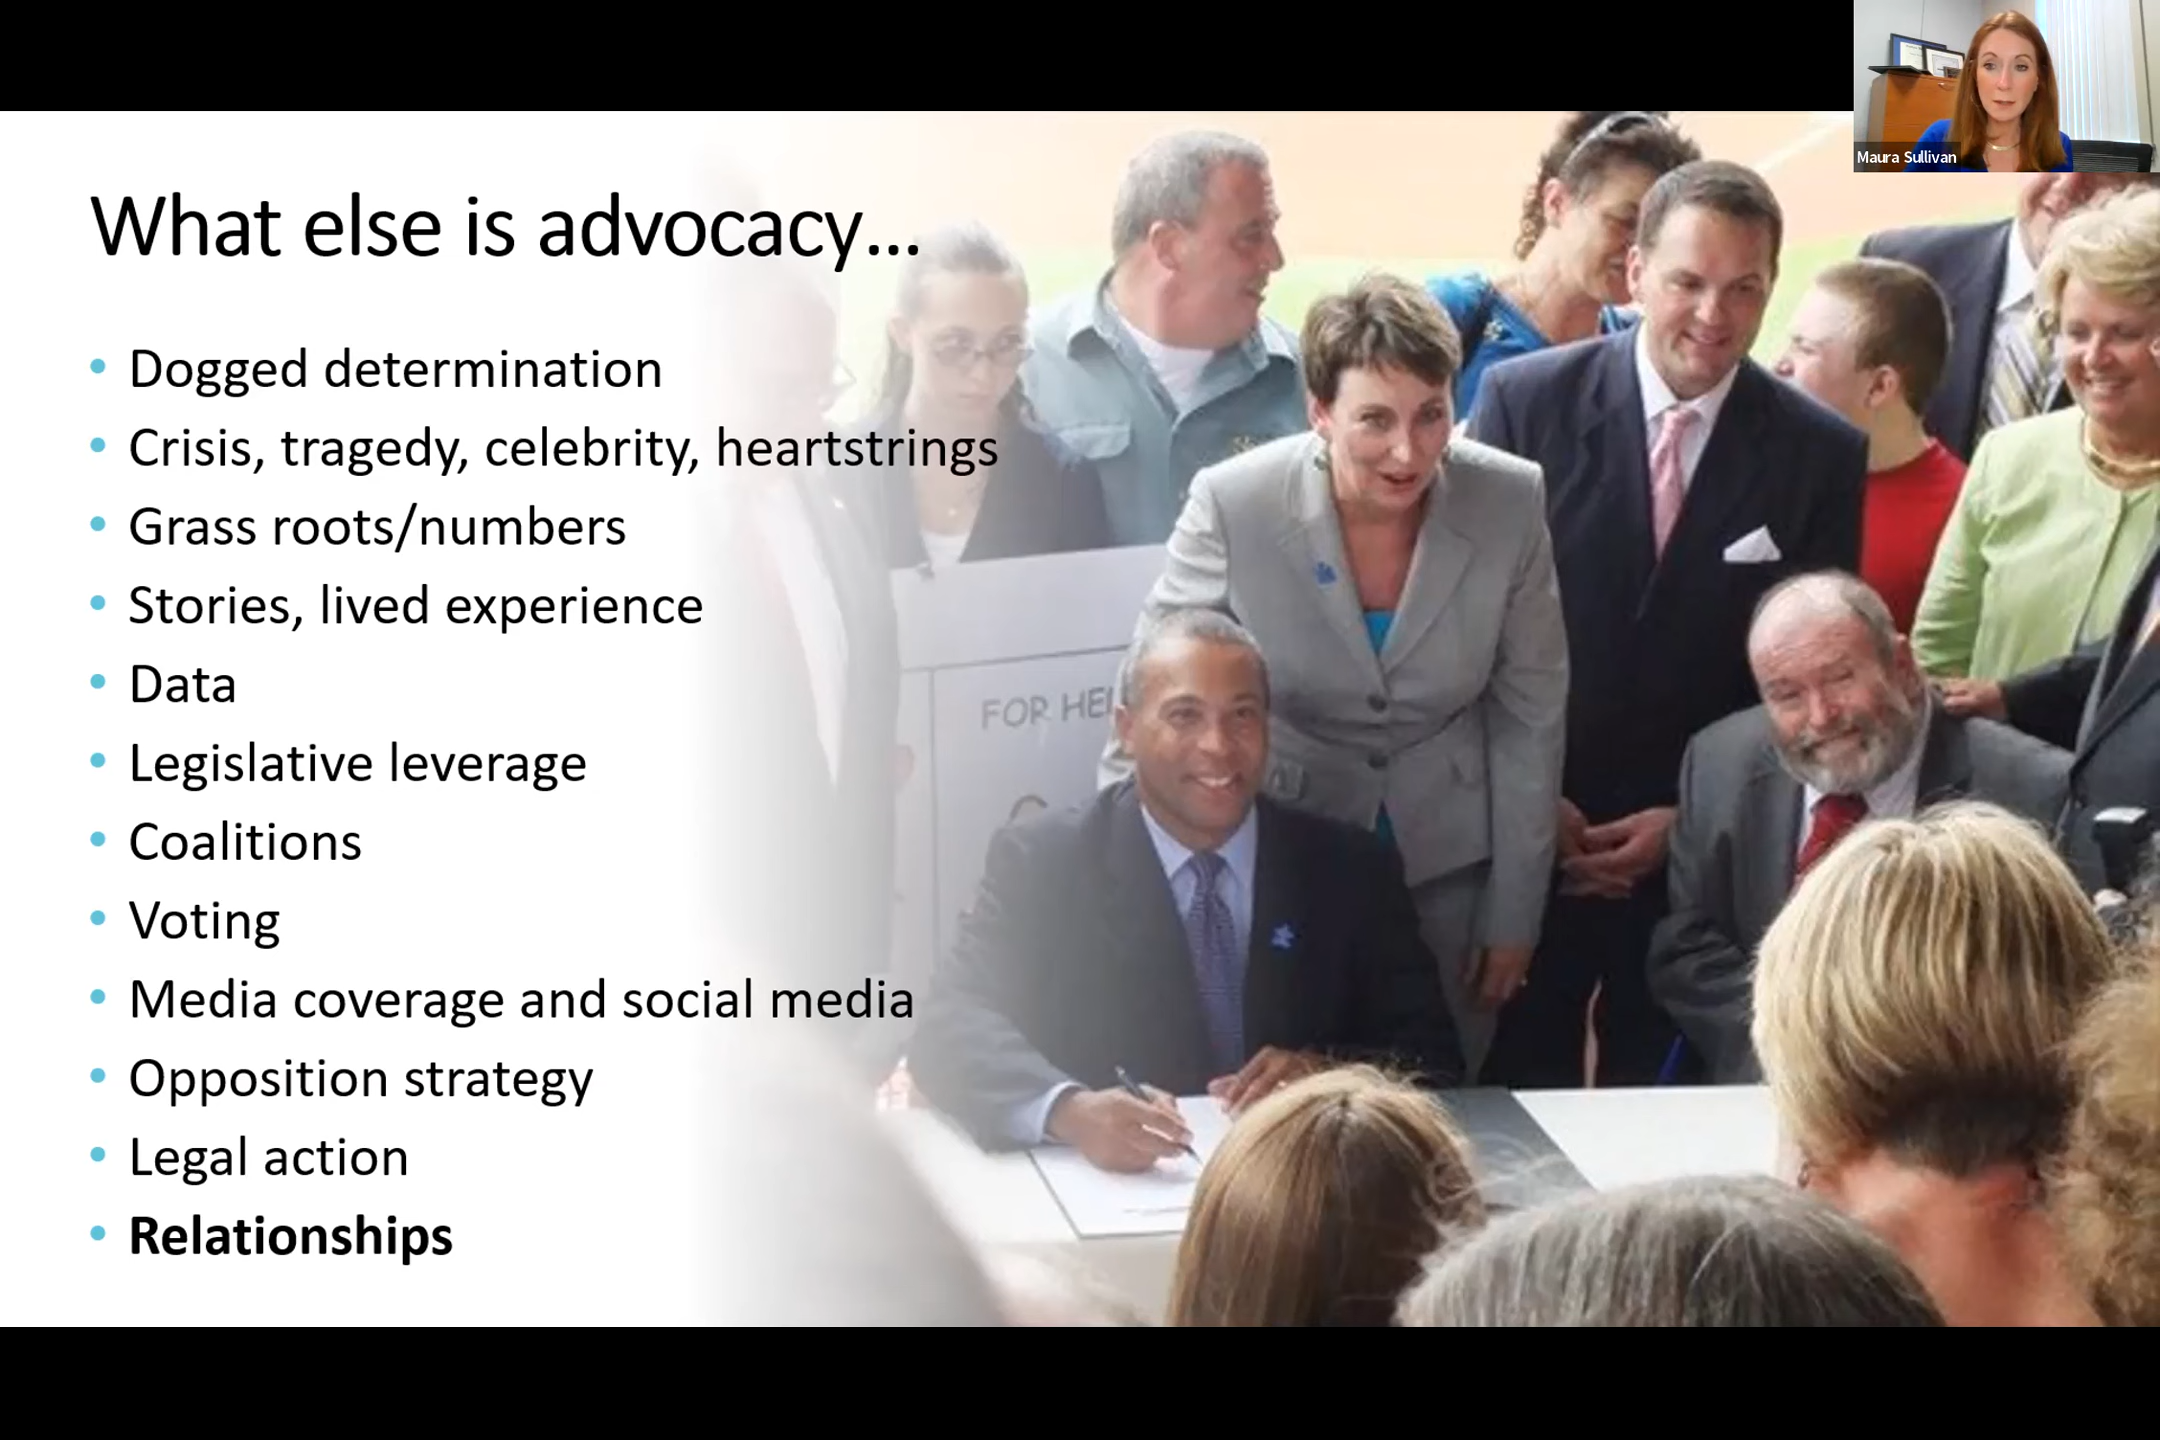 Maura Sullivan
What else is advocacy...
• Dogged determination
• Crisis, tragedy, celebrity, heartstrings
• Grass roots/numbers
• Stories, lived experience
• Data
• Legislative leverage
• Coalitions
• Voting
• Media coverage and social media
• Opposition strategy
• Legal action
• Relationships
FOR